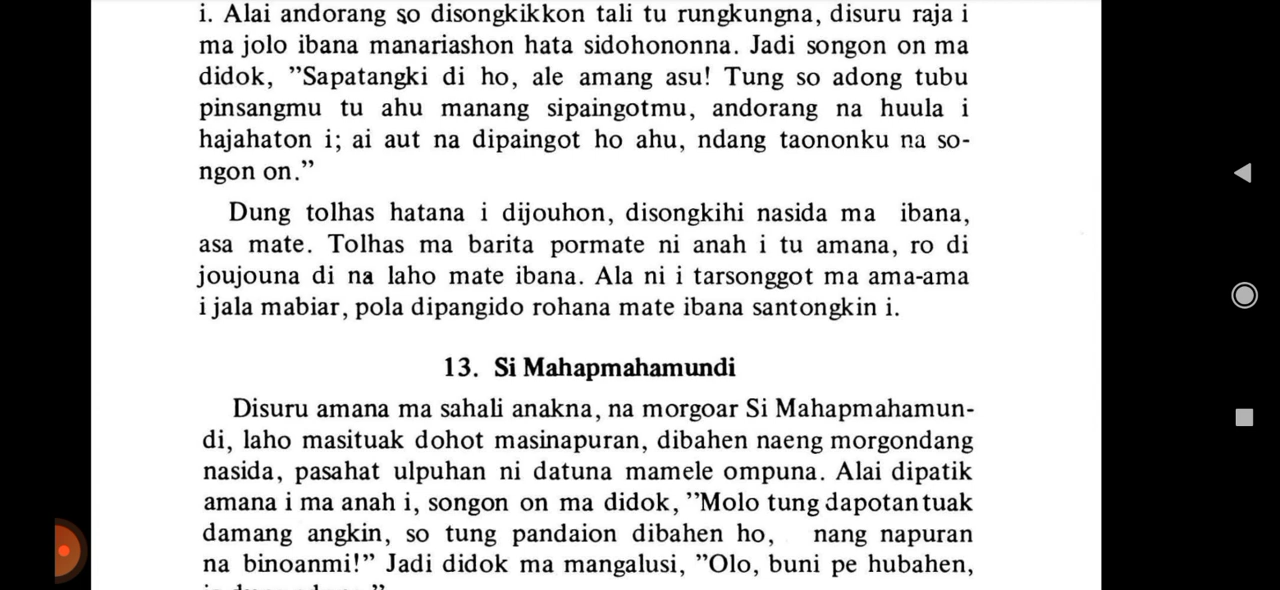 i. Alai andorang so disongkikkon tali tu rungkungna, disuru raja i
ma jolo ibana manariashon hata sidohononna. Jadi songon on ma
didok, ”Sapatangki di ho, ale amang asu! Tung so adong tubu
pinsangmu tu ahu manang sipaingotmu, andorang na huula i
hajahaton i; ai aut na dipaingot ho ahu, ndang taononku na so-
ngon on.”
Dung tolhas hatana i dijouhon, disongkihi nasida ma ibana,
asa mate. Tolhas ma barita pormate ni anah i tu amana, ro di
joujouna di na laho mate ibana. Ala ni i tarsonggot ma ama-ama
i jala mabiar, pola dipangido rohana mate ibana santongkin i.
13. Si Mahapmahamundi
Disuru amana ma sahali anakna, na morgoar Si Mahapmahamun-
di, laho masituak dohot masinapuran, dibahen naeng morgondang
nasida, pasahat ulpuhan ni datuna mamele ompuna. Alai dipatik
amana i ma anah i, songon on ma didok, ”Molo tung dapotan tuak
damang angkin, so tung pandaion dibahen ho, nang napuran
na binoanmi!” Jadi didok ma mangalusi, ”Olo, buni pe hubahen,